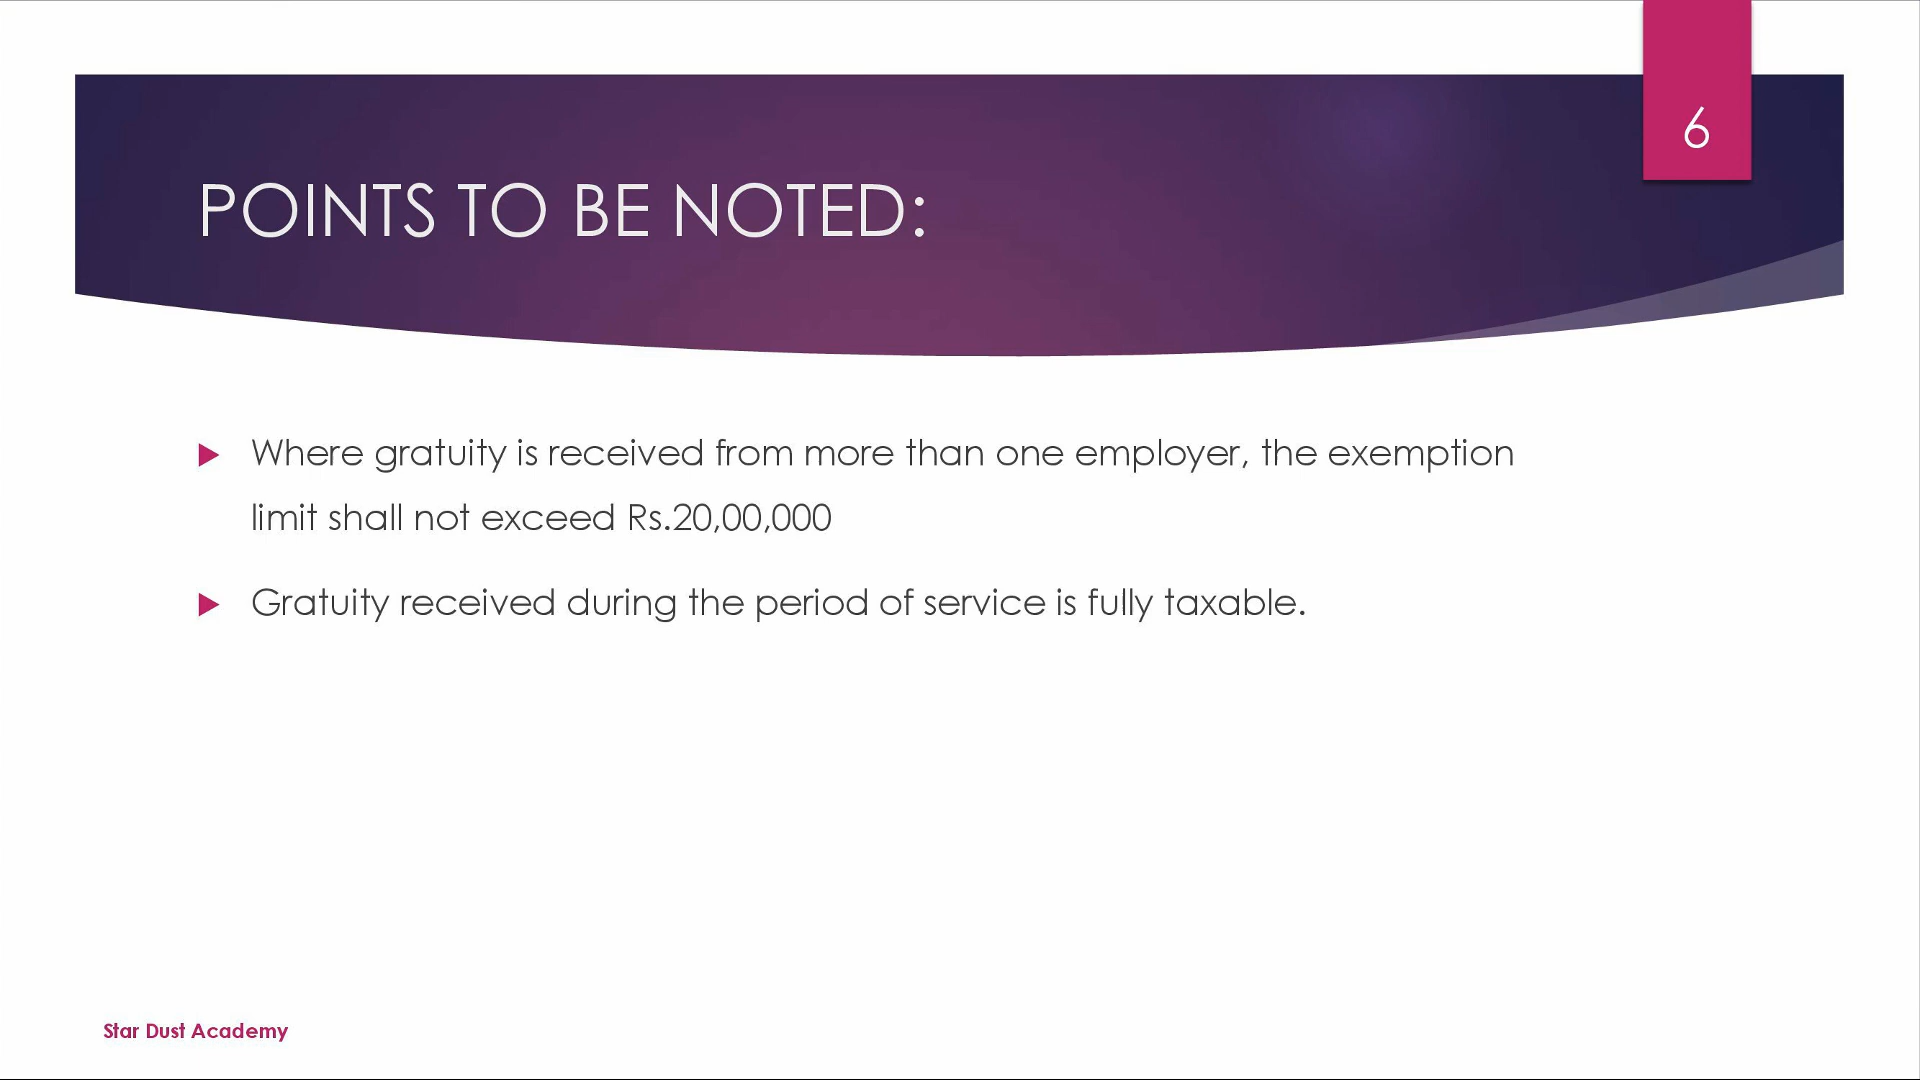 6
POINTS TO BE NOTED:
Where gratuity is received from more than one employer, the exemption
limit shall not exceed Rs.20,00,000
Gratuity received during the period of service is fully taxable.
Star Dust Academy